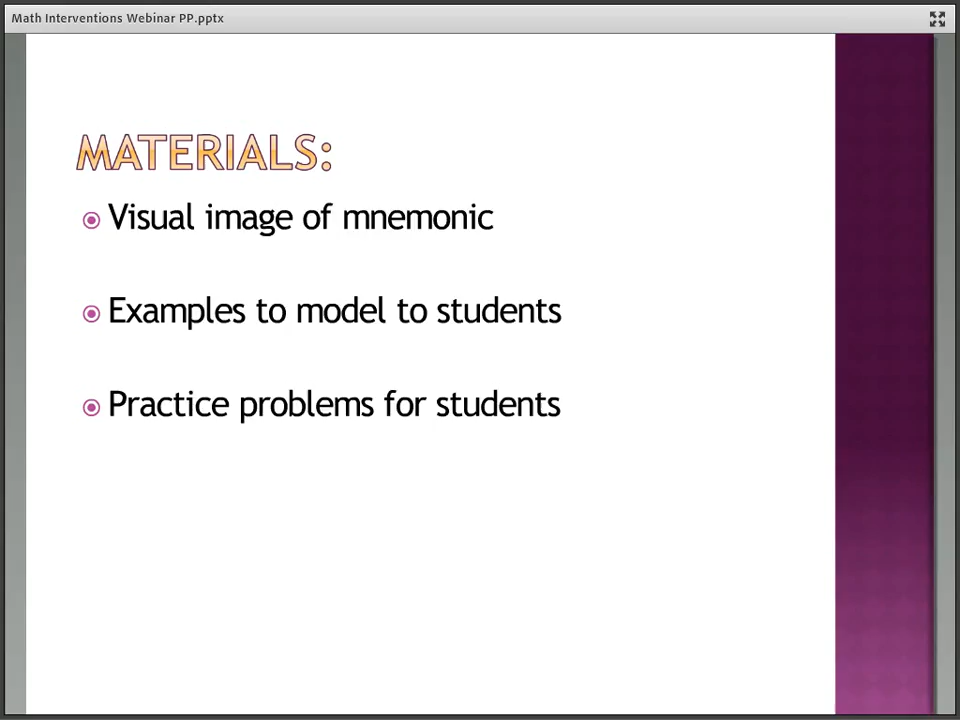 Math Interventions Webinar PP.pptx
MATERIALS:
Visual image of mnemonic
Examples to model to students
Practice problems for students